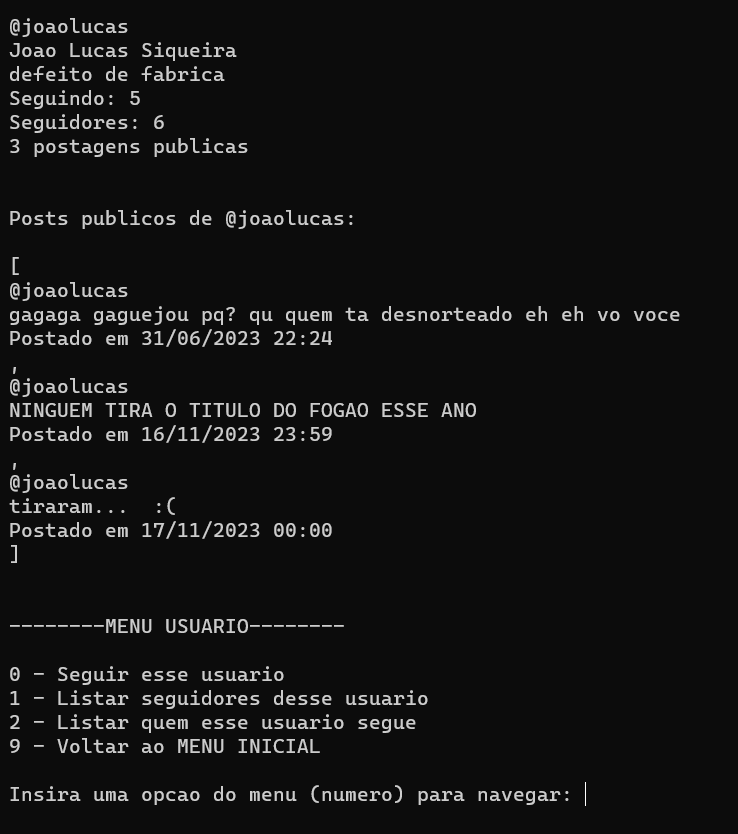 @joaolucas
Joao Lucas Siqueira
defeito de fabrica
Seguindo: 5
Seguidores: 6
3 postagens publicas
Posts publicos de @joaolucas:
[
@joaolucas
gagaga gaguejou pq? qu quem ta desnorteado eh eh vo voce
Postado em 31/06/2023 22:24
,
@joaolucas
NINGUEM TIRA O TITULO DO FOGAO ESSE ANO
Postado em 16/11/2023 23:59
,
@joaolucas
tiraram...  :(
Postado em 17/11/2023 00:00
]
--------MENU USUARIO--------
0 - Seguir esse usuario
1 - Listar seguidores desse usuario
2 - Listar quem esse usuario segue
9 - Voltar ao MENU INICIAL
Insira uma opcao do menu (numero) para navegar: